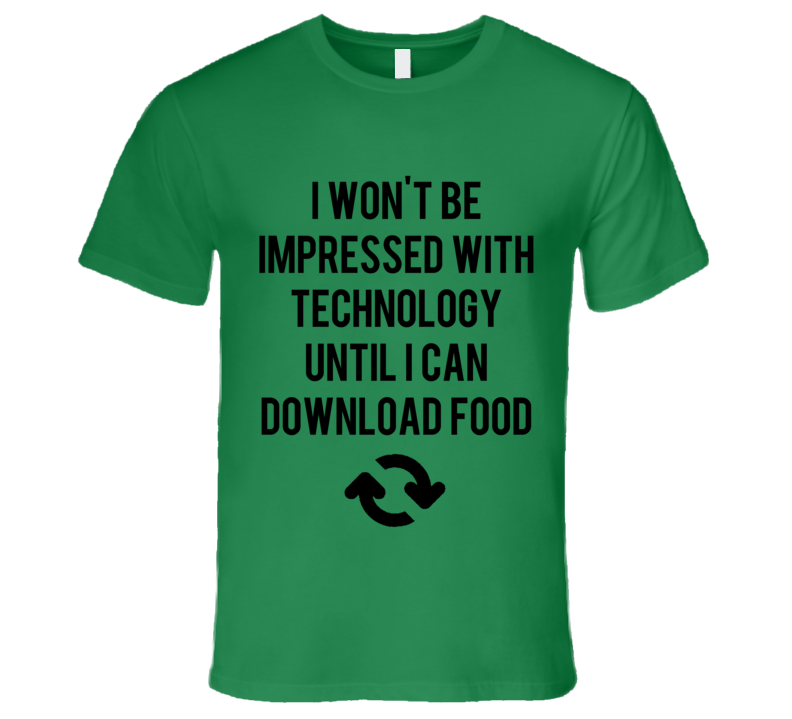 I WON'T BE
IMPRESSED WITH
TECHNOLOGY
UNTIL I CAN
DOWNLOAD FOOD